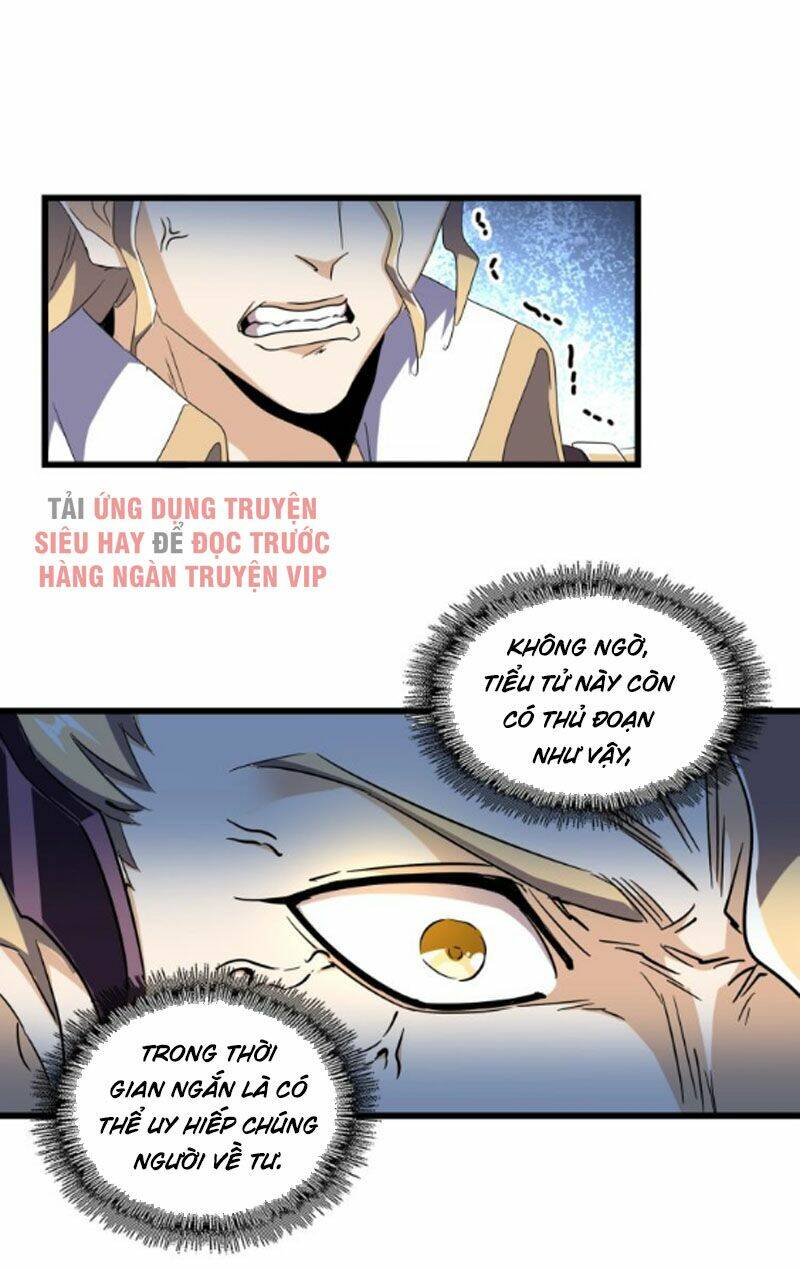 TẢI ỨNG DỤNG TRUYỆN
SIÊU HAY ĐỂ ĐỌC TRƯỚC
HÀNG NGÀN TRUYỆN VIP
KHÔNG NGỜ,
TIỂU TỬ NÀY CÒN
CÓ THỦ ĐOẠN
NHƯ VẬY,
TRONG THỜI
GIAN NGẮN LÀ CÓ
THỂ UY HIẾP CHÚNG
NGƯỜI VỀ TƯ.